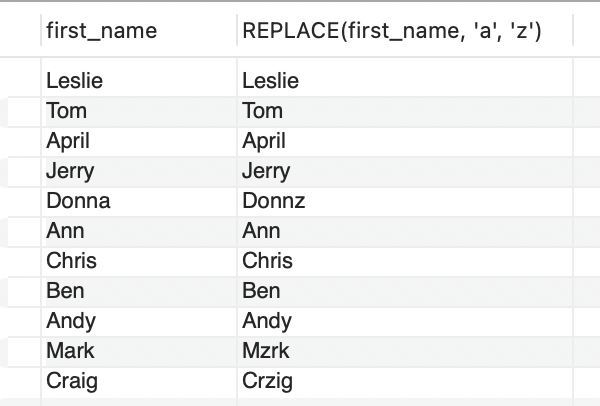 first_name REPLACE(first_name, 'a', 'z')
Leslie Leslie
Tom Tom
April April
Jerry Jerry
Donna Donnz
Ann Ann
Chris Chris
Ben Ben
Andy Andy
Mark Mzrk
Craig Crzig